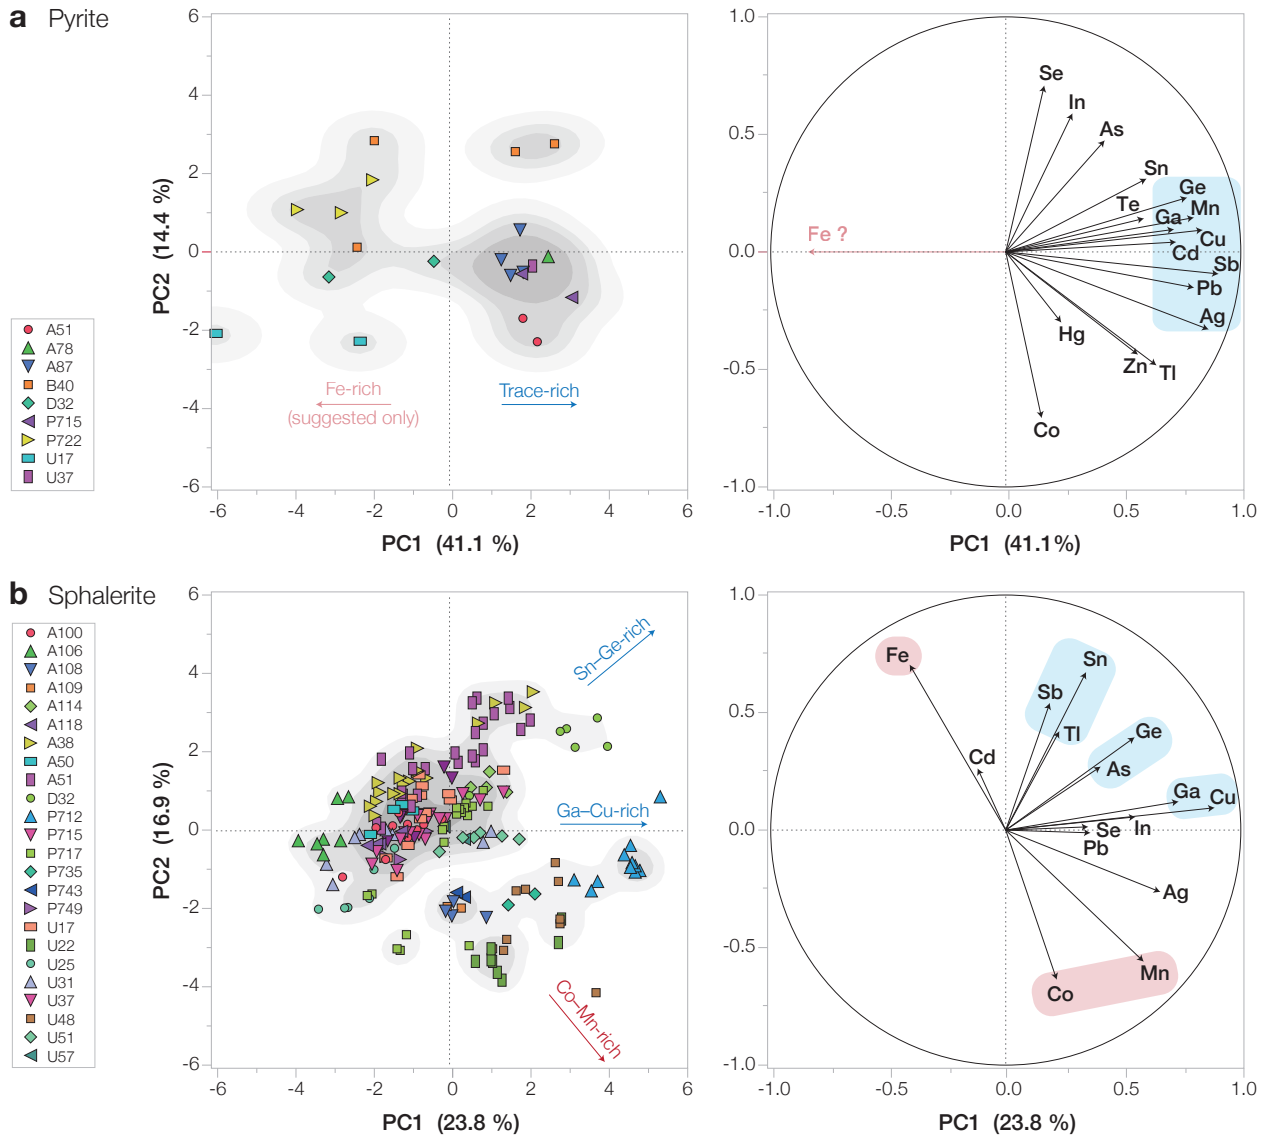 a Pyrite
6
4
2
0
-2
-4
-6
PC2 (14.4 %)
Fe-rich
(suggested only)
Trace-rich
A51
A78
A87
B40
D32
P715
P722
U17
U37
-6 -4 -2 0 2 4 6
PC1 (41.1 %)
1.0
0.5
0.0
-0.5
-1.0
Se
In
As
Sn
Ge
Te
Mn
Ga
Cu
Cd
Sb
Pb
Ag
Hg
Zn
Tl
Co
Fe ?
-1.0 -0.5 0.0 0.5 1.0
PC1 (41.1%)
b Sphalerite
A100
A106
A108
A109
A114
A118
A38
A50
A51
D32
P712
P715
P717
P735
P743
P749
U17
U22
U25
U31
U37
U48
U51
U57
6
4
2
0
-2
-4
-6
PC2 (16.9 %)
Sn–Ge-rich
Ga–Cu-rich
Co–Mn-rich
-6 -4 -2 0 2 4 6
PC1 (23.8 %)
1.0
0.5
0.0
-0.5
-1.0
Fe
Sn
Sb
Tl
Ge
Cd
As
Ga
Cu
In
Se
Pb
Ag
Mn
Co
-1.0 -0.5 0.0 0.5 1.0
PC1 (23.8 %)